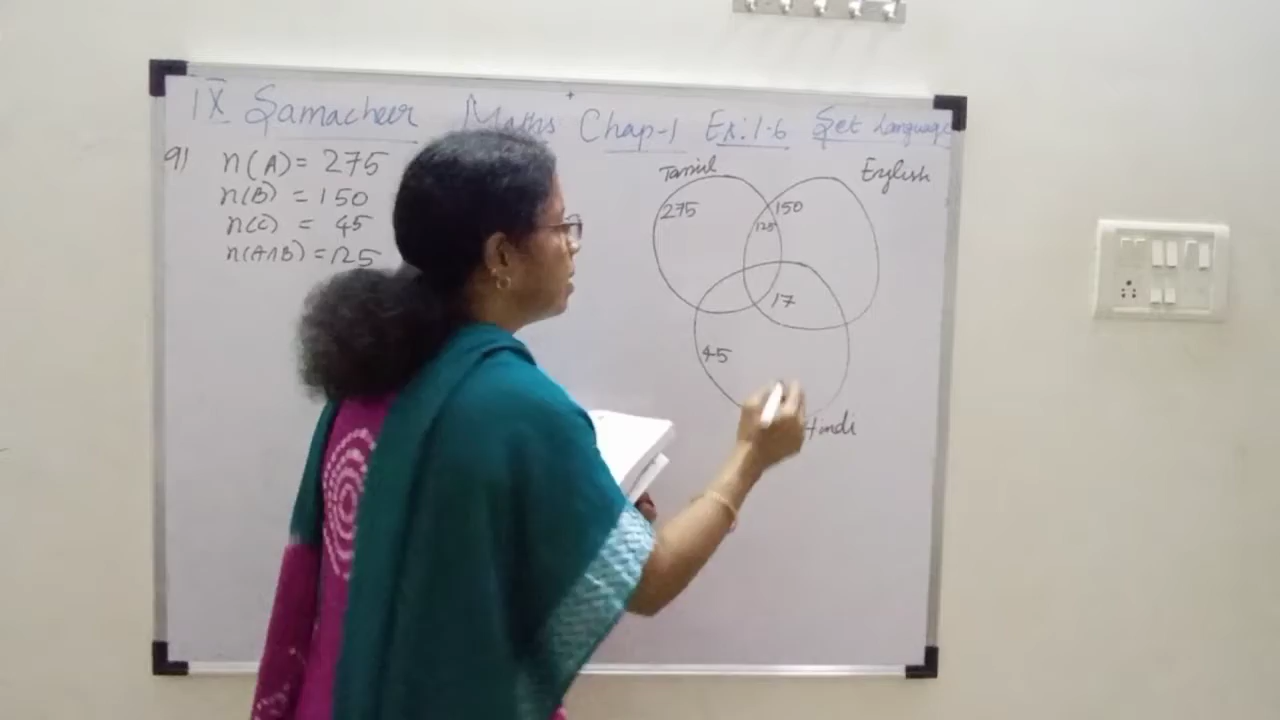 IX Samacheer Maths Chap-1 Ex: 1.6 Set Language
9) n(A) = 275
n(B) = 150
n(C) = 45
n(A∩B) = 125
Tamil
English
275
150
125
17
45
Hindi